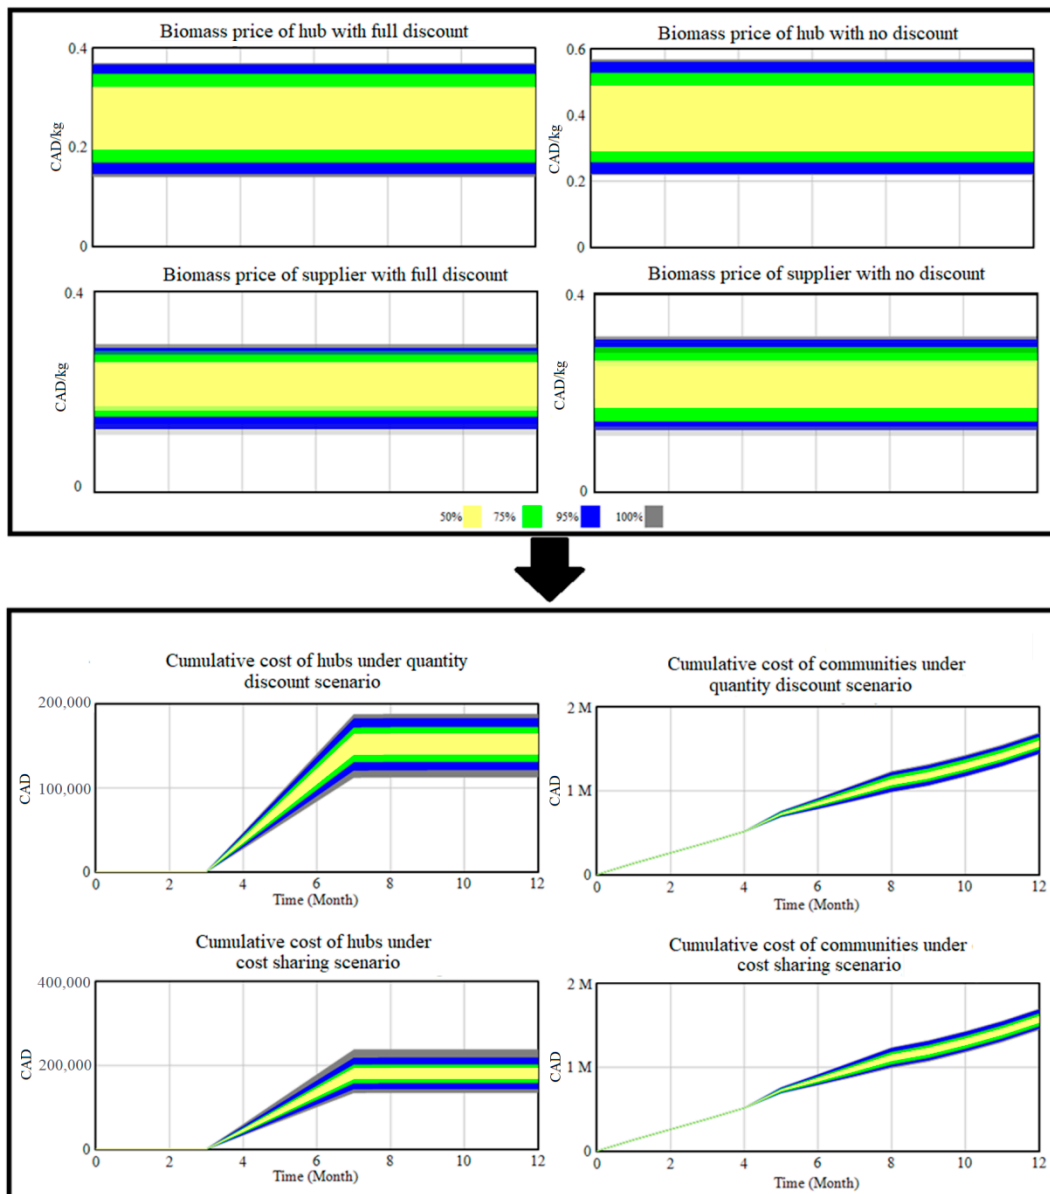 Biomass price of hub with full discount
0.4
0.2
0
CAD/kg
Biomass price of hub with no discount
0.6
0.4
0.2
0
CAD/kg
Biomass price of supplier with full discount
0.4
0
CAD/kg
Biomass price of supplier with no discount
0.4
0
CAD/kg
50% 75% 95% 100%
Cumulative cost of hubs under quantity
discount scenario
200,000
100,000
0
CAD
0 2 4 6 8 10 12
Time (Month)
Cumulative cost of communities under
quantity discount scenario
2 M
1 M
0
CAD
0 2 4 6 8 10 12
Time (Month)
Cumulative cost of hubs under
cost sharing scenario
400,000
200,000
0
CAD
0 2 4 6 8 10 12
Time (Month)
Cumulative cost of communities under
cost sharing scenario
2 M
1 M
0
CAD
0 2 4 6 8 10 12
Time (Month)